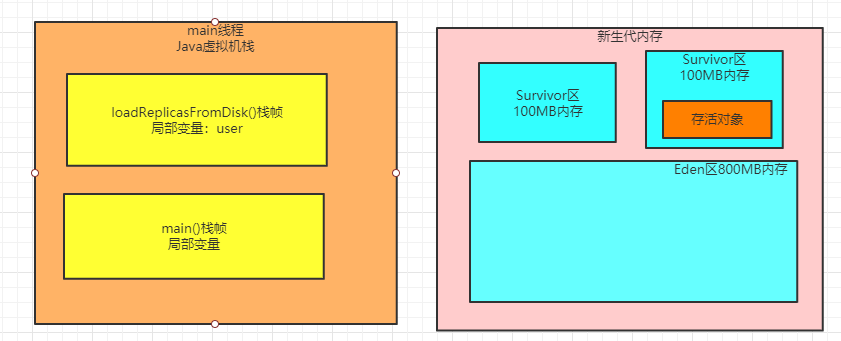 main线程
Java虚拟机栈
loadReplicasFromDisk()栈帧
局部变量：user
main()栈帧
局部变量
新生代内存
Survivor区
100MB内存
Survivor区
100MB内存
存活对象
Eden区800MB内存